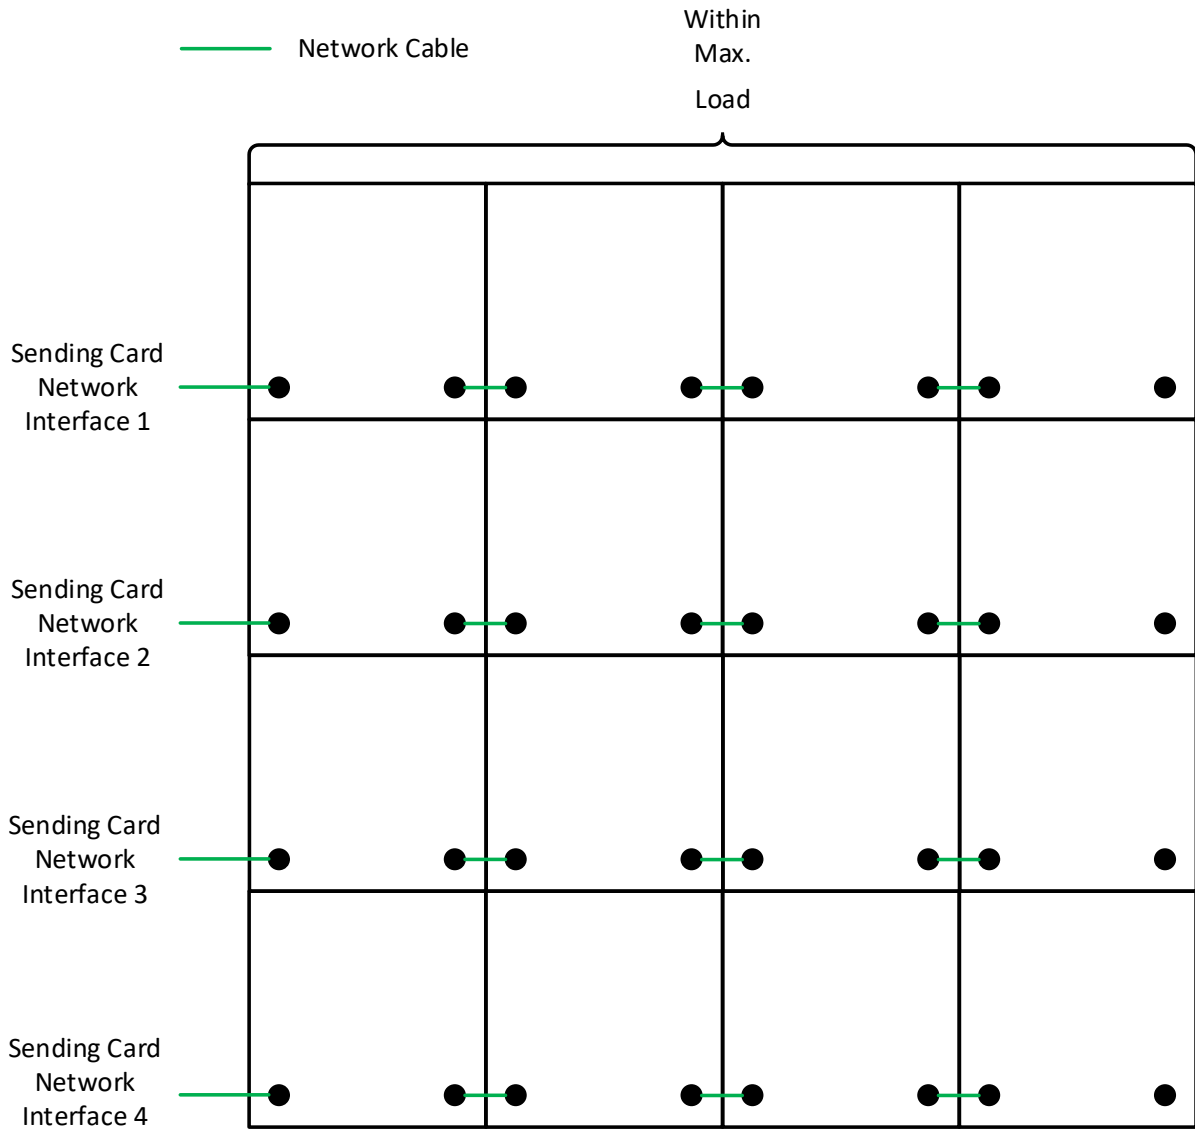 Network Cable
Within
Max.
Load
Sending Card
Network
Interface 1
Sending Card
Network
Interface 2
Sending Card
Network
Interface 3
Sending Card
Network
Interface 4